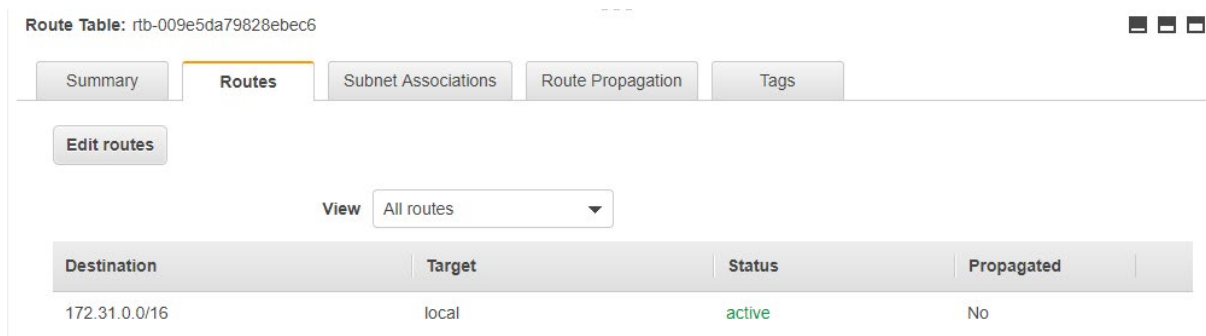 Route Table: rtb-009e5da79828ebec6
Summary Routes Subnet Associations Route Propagation Tags
Edit routes
View All routes
Destination Target Status Propagated
172.31.0.0/16 local active No